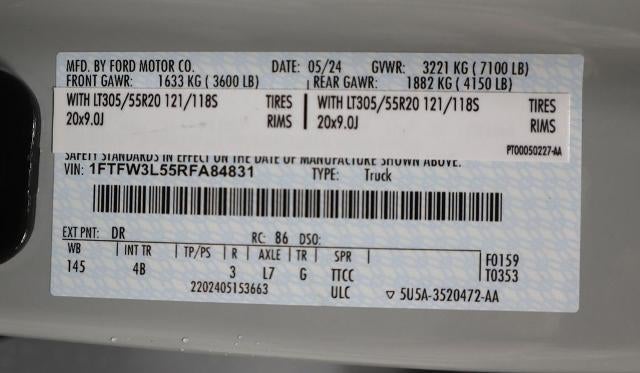 MFD. BY FORD MOTOR CO. DATE: 05/24 GVWR: 3221 KG ( 7100 LB)
FRONT GAWR: 1633 KG ( 3600 LB) REAR GAWR: 1882 KG ( 4150 LB)
WITH LT305/55R20 121/118S TIRES WITH LT305/55R20 121/118S TIRES
20x9.0J RIMS 20x9.0J RIMS
PT00050227-AA
SAFETY STANDARDS IN EFFECT ON THE DATE OF MANUFACTURE SHOWN ABOVE.
VIN: 1FTFW3L55RFA84831 TYPE: Truck
EXT PNT: DR RC: 86 DSO:
WB INT TR TP/PS R AXLE TR SPR F0159
145 4B 3 L7 G TTCC T0353
2202405153663 ULC ▽ 5U5A-3520472-AA